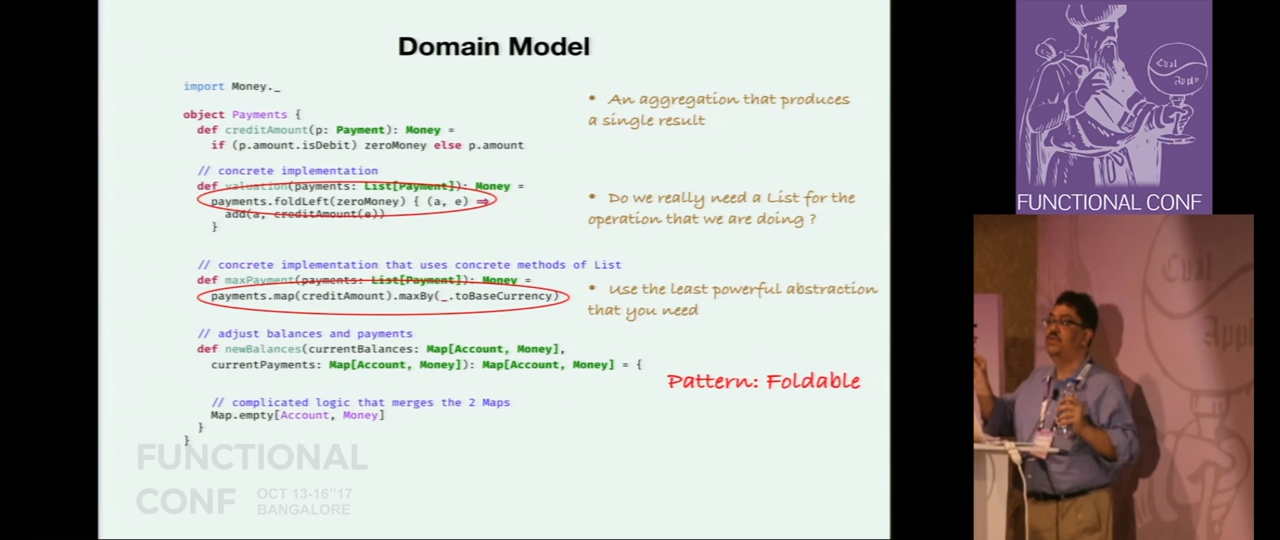 Domain Model
import Money._
object Payments {
def creditAmount(p: Payment): Money =
if (p.amount.isDebit) zeroMoney else p.amount
// concrete implementation
def valuation(payments: List[Payment]): Money =
payments.foldLeft(zeroMoney) { (a, e) ⇒
add(a, creditAmount(e))
}
// concrete implementation that uses concrete methods of List
def maxPayment(payments: List[Payment]): Money =
payments.map(creditAmount).maxBy(_.toBaseCurrency)
// adjust balances and payments
def newBalances(currentBalances: Map[Account, Money],
currentPayments: Map[Account, Money]): Map[Account, Money] = {
// complicated logic that merges the 2 Maps
Map.empty[Account, Money]
}
}
• An aggregation that produces
a single result
• Do we really need a List for the
operation that we are doing ?
• Use the least powerful abstraction
that you need
Pattern: Foldable
FUNCTIONAL
CONF OCT 13-16"17
BANGALORE
Eval
Apply
FUNCTIONAL CONF
Eval
Apply